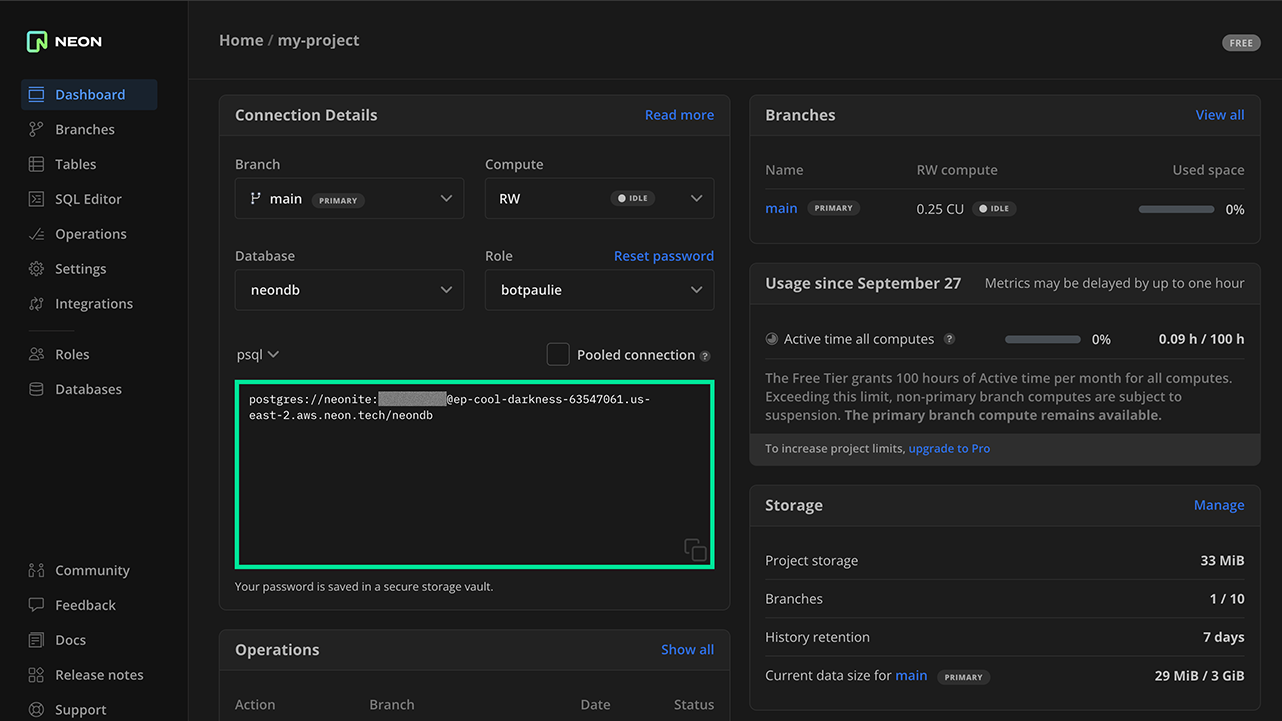 NEON
Dashboard
Branches
Tables
SQL Editor
Operations
Settings
Integrations
Roles
Databases
Community
Feedback
Docs
Release notes
Support
Home / my-project
FREE
Connection Details
Read more
Branch
Compute
main PRIMARY
RW IDLE
Database
Role
Reset password
neondb
botpaulie
psql
Pooled connection ?
postgres://neonite:
@ep-cool-darkness-63547061.us-
east-2.aws.neon.tech/neondb
Your password is saved in a secure storage vault.
Operations
Show all
Action Branch Date Status
Branches
View all
Name RW compute Used space
main PRIMARY 0.25 CU IDLE 0%
Usage since September 27 Metrics may be delayed by up to one hour
Active time all computes ? 0% 0.09 h / 100 h
The Free Tier grants 100 hours of Active time per month for all computes.
Exceeding this limit, non-primary branch computes are subject to
suspension. The primary branch compute remains available.
To increase project limits, upgrade to Pro
Storage
Manage
Project storage 33 MiB
Branches 1 / 10
History retention 7 days
Current data size for main PRIMARY 29 MiB / 3 GiB